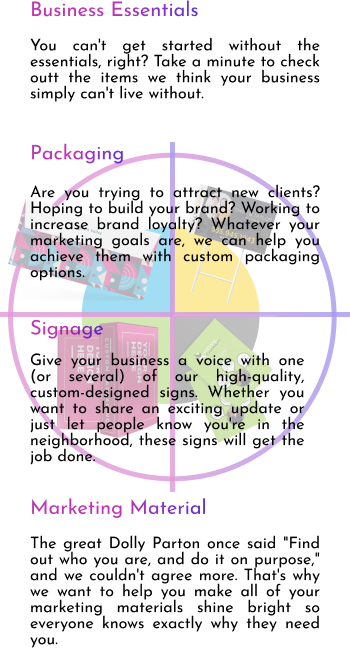 Business Essentials
You can't get started without the
essentials, right? Take a minute to check
outt the items we think your business
simply can't live without.
Packaging
Are you trying to attract new clients?
Hoping to build your brand? Working to
increase brand loyalty? Whatever your
marketing goals are, we can help you
achieve them with custom packaging
options.
Signage
Give your business a voice with one
(or several) of our high-quality,
custom-designed signs. Whether you
want to share an exciting update or
just let people know you're in the
neighborhood, these signs will get the
job done.
Marketing Material
The great Dolly Parton once said "Find
out who you are, and do it on purpose,"
and we couldn't agree more. That's why
we want to help you make all of your
marketing materials shine bright so
everyone knows exactly why they need
you.